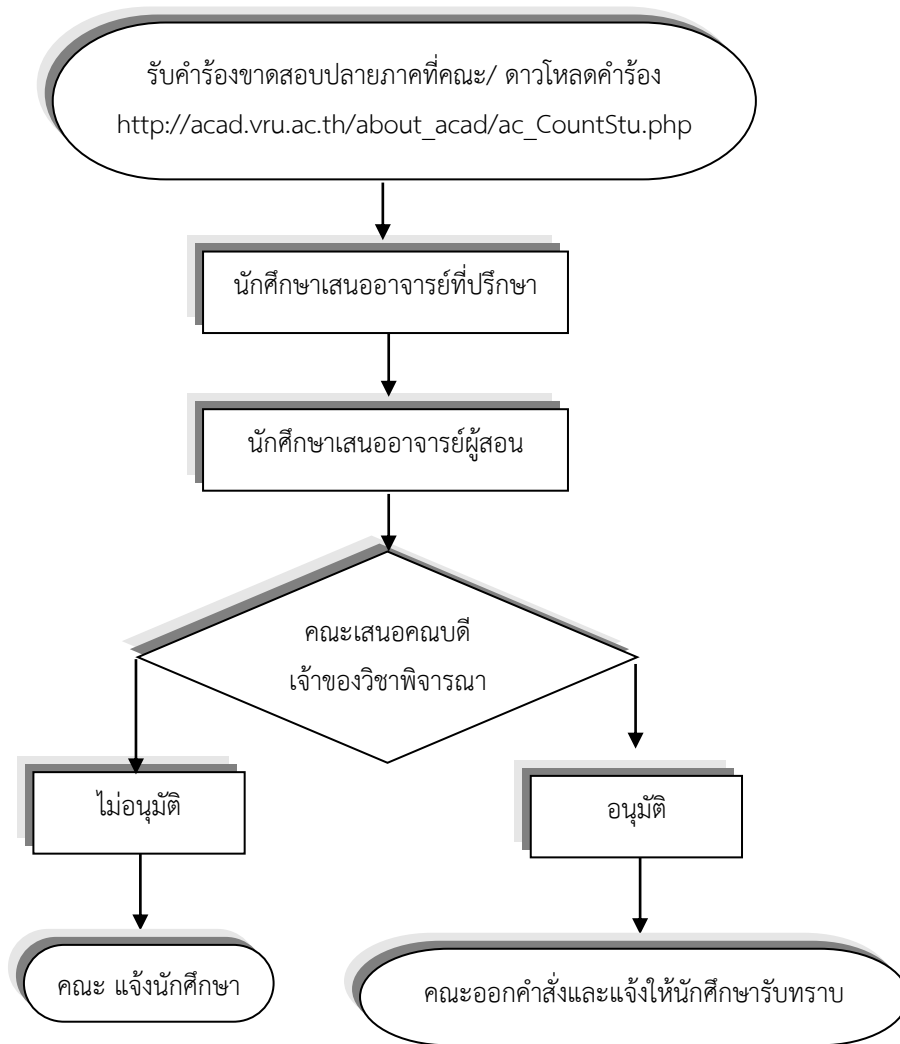 รับคำร้องขาดสอบปลายภาคที่คณะ/ ดาวโหลดคำร้อง
http://acad.vru.ac.th/about_acad/ac_CountStu.php
นักศึกษาเสนออาจารย์ที่ปรึกษา
นักศึกษาเสนออาจารย์ผู้สอน
คณะเสนอคณบดี
เจ้าของวิชาพิจารณา
ไม่อนุมัติ
อนุมัติ
คณะ แจ้งนักศึกษา
คณะออกคำสั่งและแจ้งให้นักศึกษารับทราบ